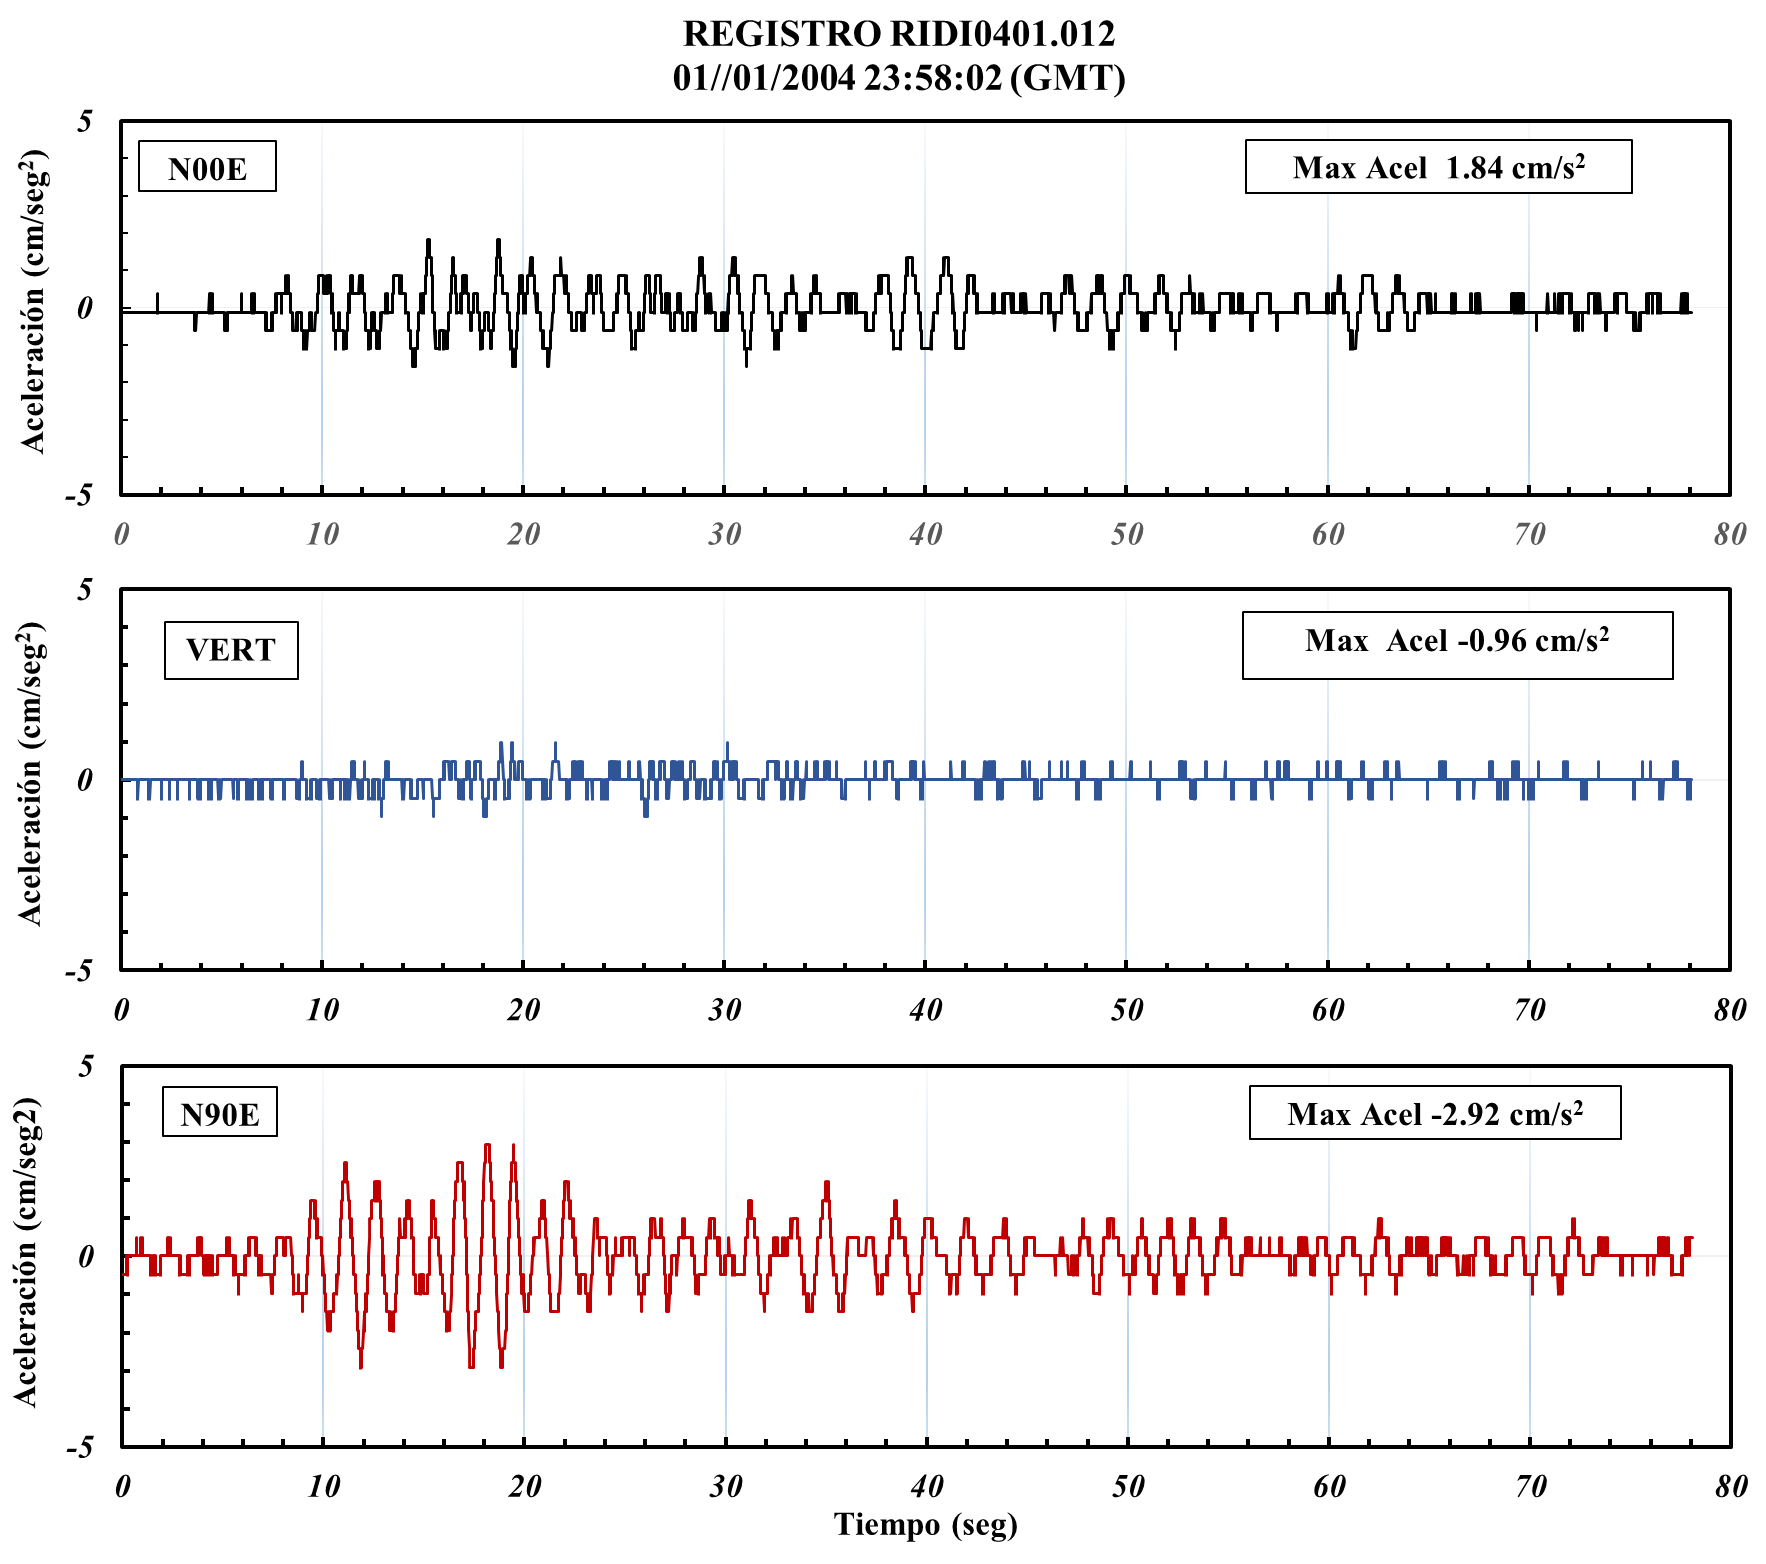 REGISTRO RIDI0401.012
01//01/2004 23:58:02 (GMT)
Aceleración (cm/seg²)
N00E
Max Acel  1.84 cm/s²
5
0
-5
0 10 20 30 40 50 60 70 80
Aceleración (cm/seg²)
VERT
Max  Acel -0.96 cm/s²
5
0
-5
0 10 20 30 40 50 60 70 80
Aceleración (cm/seg2)
N90E
Max Acel -2.92 cm/s²
5
0
-5
0 10 20 30 40 50 60 70 80
Tiempo (seg)